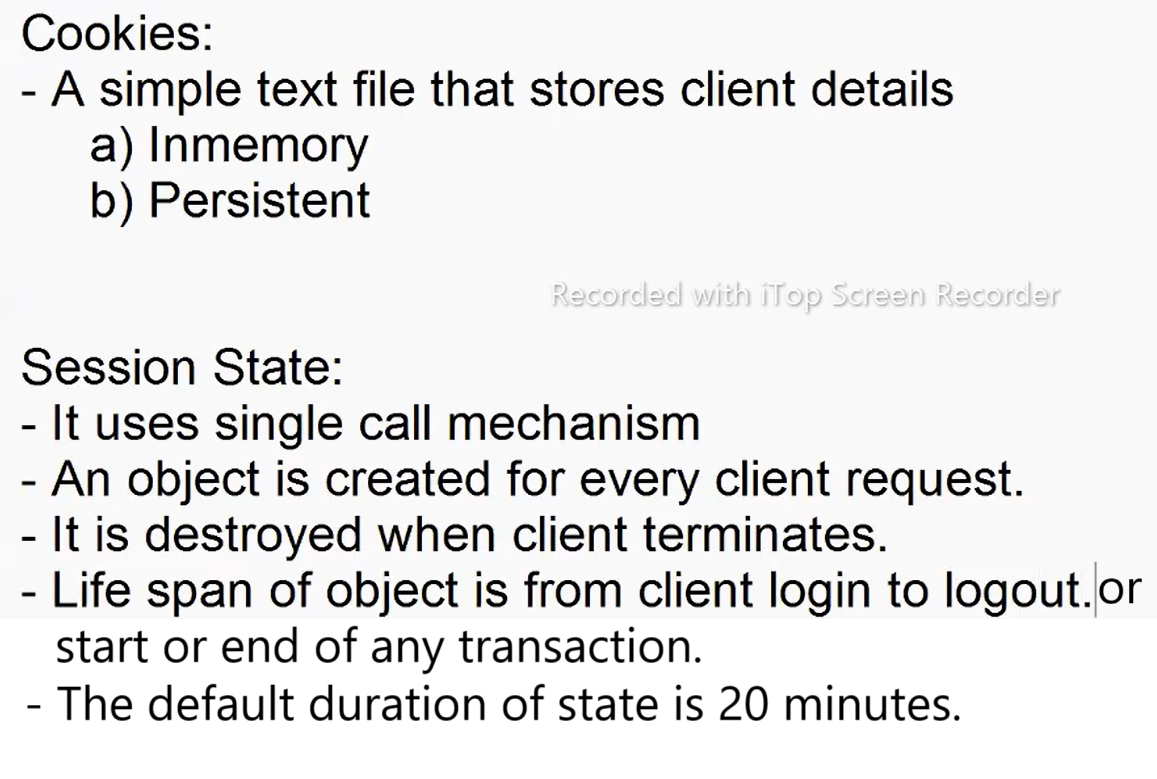 Cookies:
- A simple text file that stores client details
a) Inmemory
b) Persistent
Recorded with iTop Screen Recorder
Session State:
- It uses single call mechanism
- An object is created for every client request.
- It is destroyed when client terminates.
- Life span of object is from client login to logout. or
start or end of any transaction.
- The default duration of state is 20 minutes.